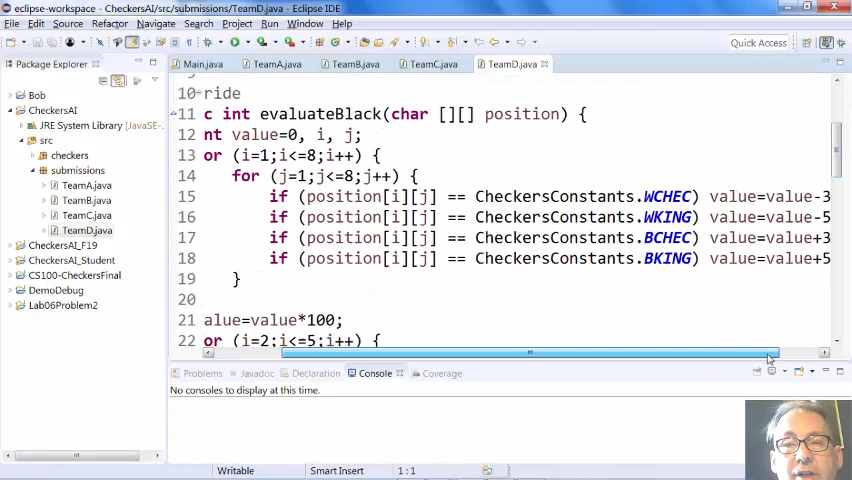 eclipse-workspace - CheckersAI/src/submissions/TeamD.java - Eclipse IDE
File Edit Source Refactor Navigate Search Project Run Window Help
Quick Access
Package Explorer
Main.java TeamA.java TeamB.java TeamC.java TeamD.java
Bob
CheckersAI
JRE System Library [JavaSE-
src
checkers
submissions
TeamA.java
TeamB.java
TeamC.java
TeamD.java
CheckersAI_F19
CheckersAI_Student
CS100-CheckersFinal
DemoDebug
Lab06Problem2
10 ride
11 c int evaluateBlack(char [][] position) {
12 nt value=0, i, j;
13 or (i=1;i<=8;i++) {
14 for (j=1;j<=8;j++) {
15 if (position[i][j] == CheckersConstants.WCHEC) value=value-3
16 if (position[i][j] == CheckersConstants.WKING) value=value-5
17 if (position[i][j] == CheckersConstants.BCHEC) value=value+3
18 if (position[i][j] == CheckersConstants.BKING) value=value+5
19 }
20
21 alue=value*100;
22 or (i=2;i<=5;i++) {
Problems Javadoc Declaration Console Coverage
No consoles to display at this time.
Writable Smart Insert 1 : 1